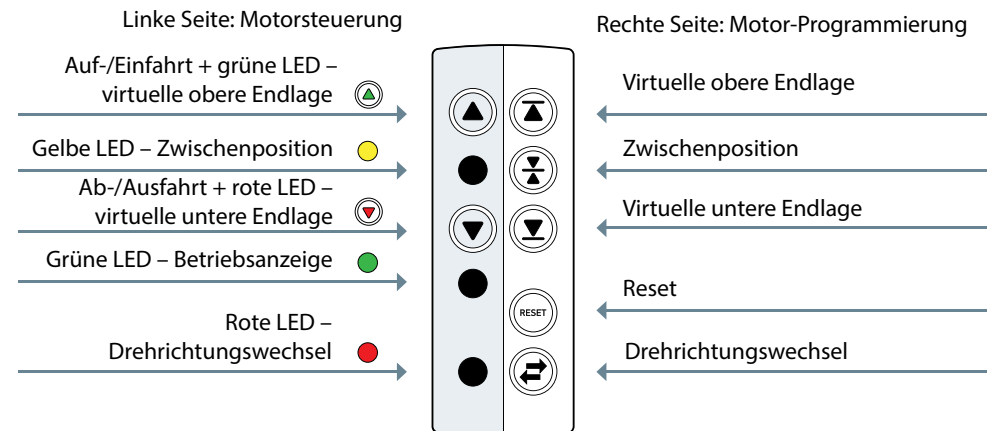 Linke Seite: Motorsteuerung
Auf-/Einfahrt + grüne LED –
virtuelle obere Endlage
Gelbe LED – Zwischenposition
Ab-/Ausfahrt + rote LED –
virtuelle untere Endlage
Grüne LED – Betriebsanzeige
Rote LED –
Drehrichtungswechsel
RESET
Rechte Seite: Motor-Programmierung
Virtuelle obere Endlage
Zwischenposition
Virtuelle untere Endlage
Reset
Drehrichtungswechsel